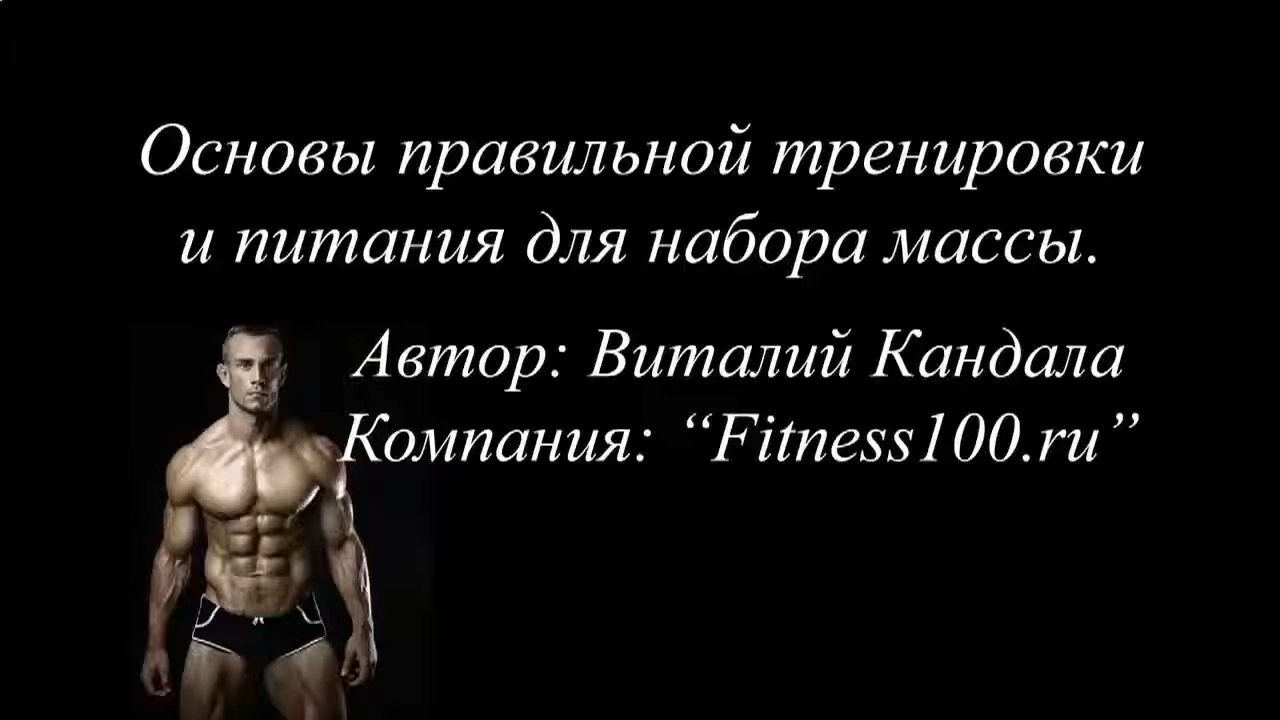 Основы правильной тренировки
и питания для набора массы.
Автор: Виталий Кандала
Компания: “Fitness100.ru”